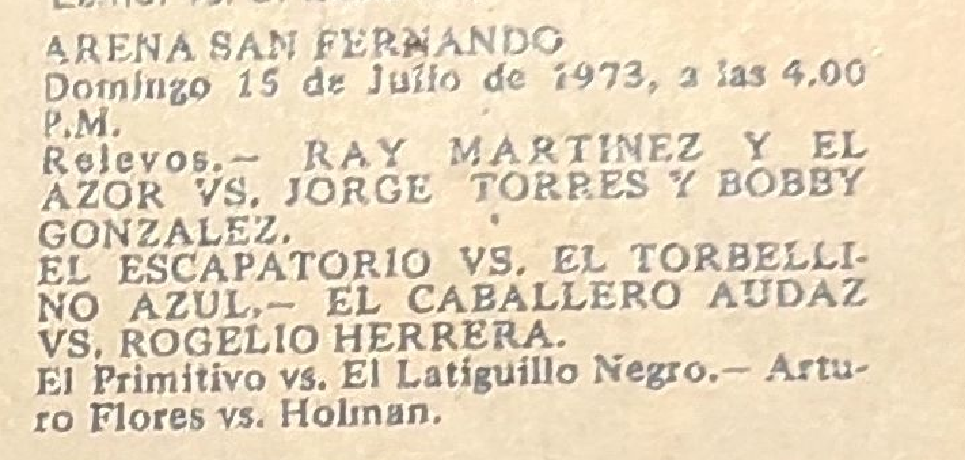 ARENA SAN FERNANDO
Domingo 15 de Julio de 1973, a las 4.00
P.M.
Relevos.— RAY MARTINEZ Y EL
AZOR VS. JORGE TORRES Y BOBBY
GONZALEZ.
EL ESCAPATORIO VS. EL TORBELLI-
NO AZUL.— EL CABALLERO AUDAZ
VS. ROGELIO HERRERA.
El Primitivo vs. El Latiguillo Negro.— Artu-
ro Flores vs. Holman.